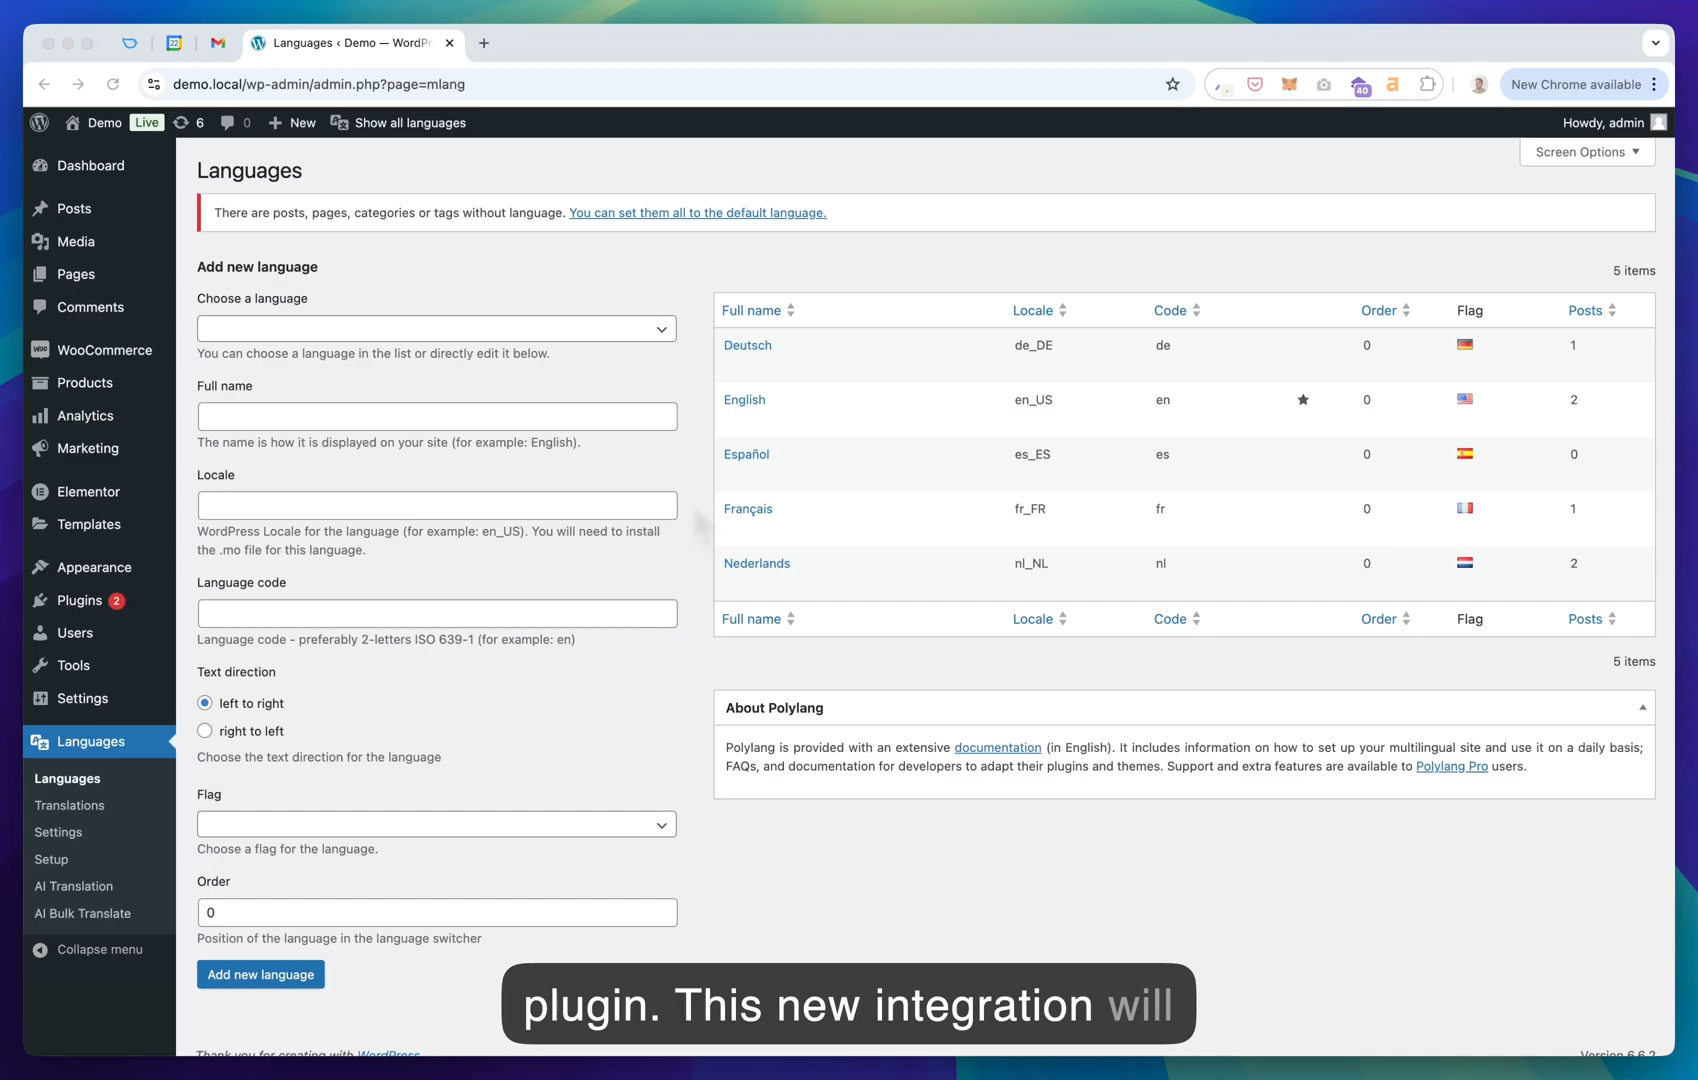 Languages ‹ Demo — WordPr
demo.local/wp-admin/admin.php?page=mlang
40
New Chrome available
Demo Live 6 0 New Show all languages
Howdy, admin
Screen Options
Dashboard
Posts
Media
Pages
Comments
WooCommerce
Products
Analytics
Marketing
Elementor
Templates
Appearance
Plugins 2
Users
Tools
Settings
Languages
Languages
Translations
Settings
Setup
AI Translation
AI Bulk Translate
Collapse menu
Languages
There are posts, pages, categories or tags without language. You can set them all to the default language.
Add new language
Choose a language
You can choose a language in the list or directly edit it below.
Full name
The name is how it is displayed on your site (for example: English).
Locale
WordPress Locale for the language (for example: en_US). You will need to install
the .mo file for this language.
Language code
Language code - preferably 2-letters ISO 639-1 (for example: en)
Text direction
left to right
right to left
Choose the text direction for the language
Flag
Choose a flag for the language.
Order
0
Position of the language in the language switcher
Add new language
5 items
Full name Locale Code Order Flag Posts
Deutsch de_DE de 0 1
English en_US en 0 2
Español es_ES es 0 0
Français fr_FR fr 0 1
Nederlands nl_NL nl 0 2
Full name Locale Code Order Flag Posts
5 items
About Polylang
Polylang is provided with an extensive documentation (in English). It includes information on how to set up your multilingual site and use it on a daily basis;
FAQs, and documentation for developers to adapt their plugins and themes. Support and extra features are available to Polylang Pro users.
plugin. This new integration will
Thank you for creating with WordPress
Version 6.6.2